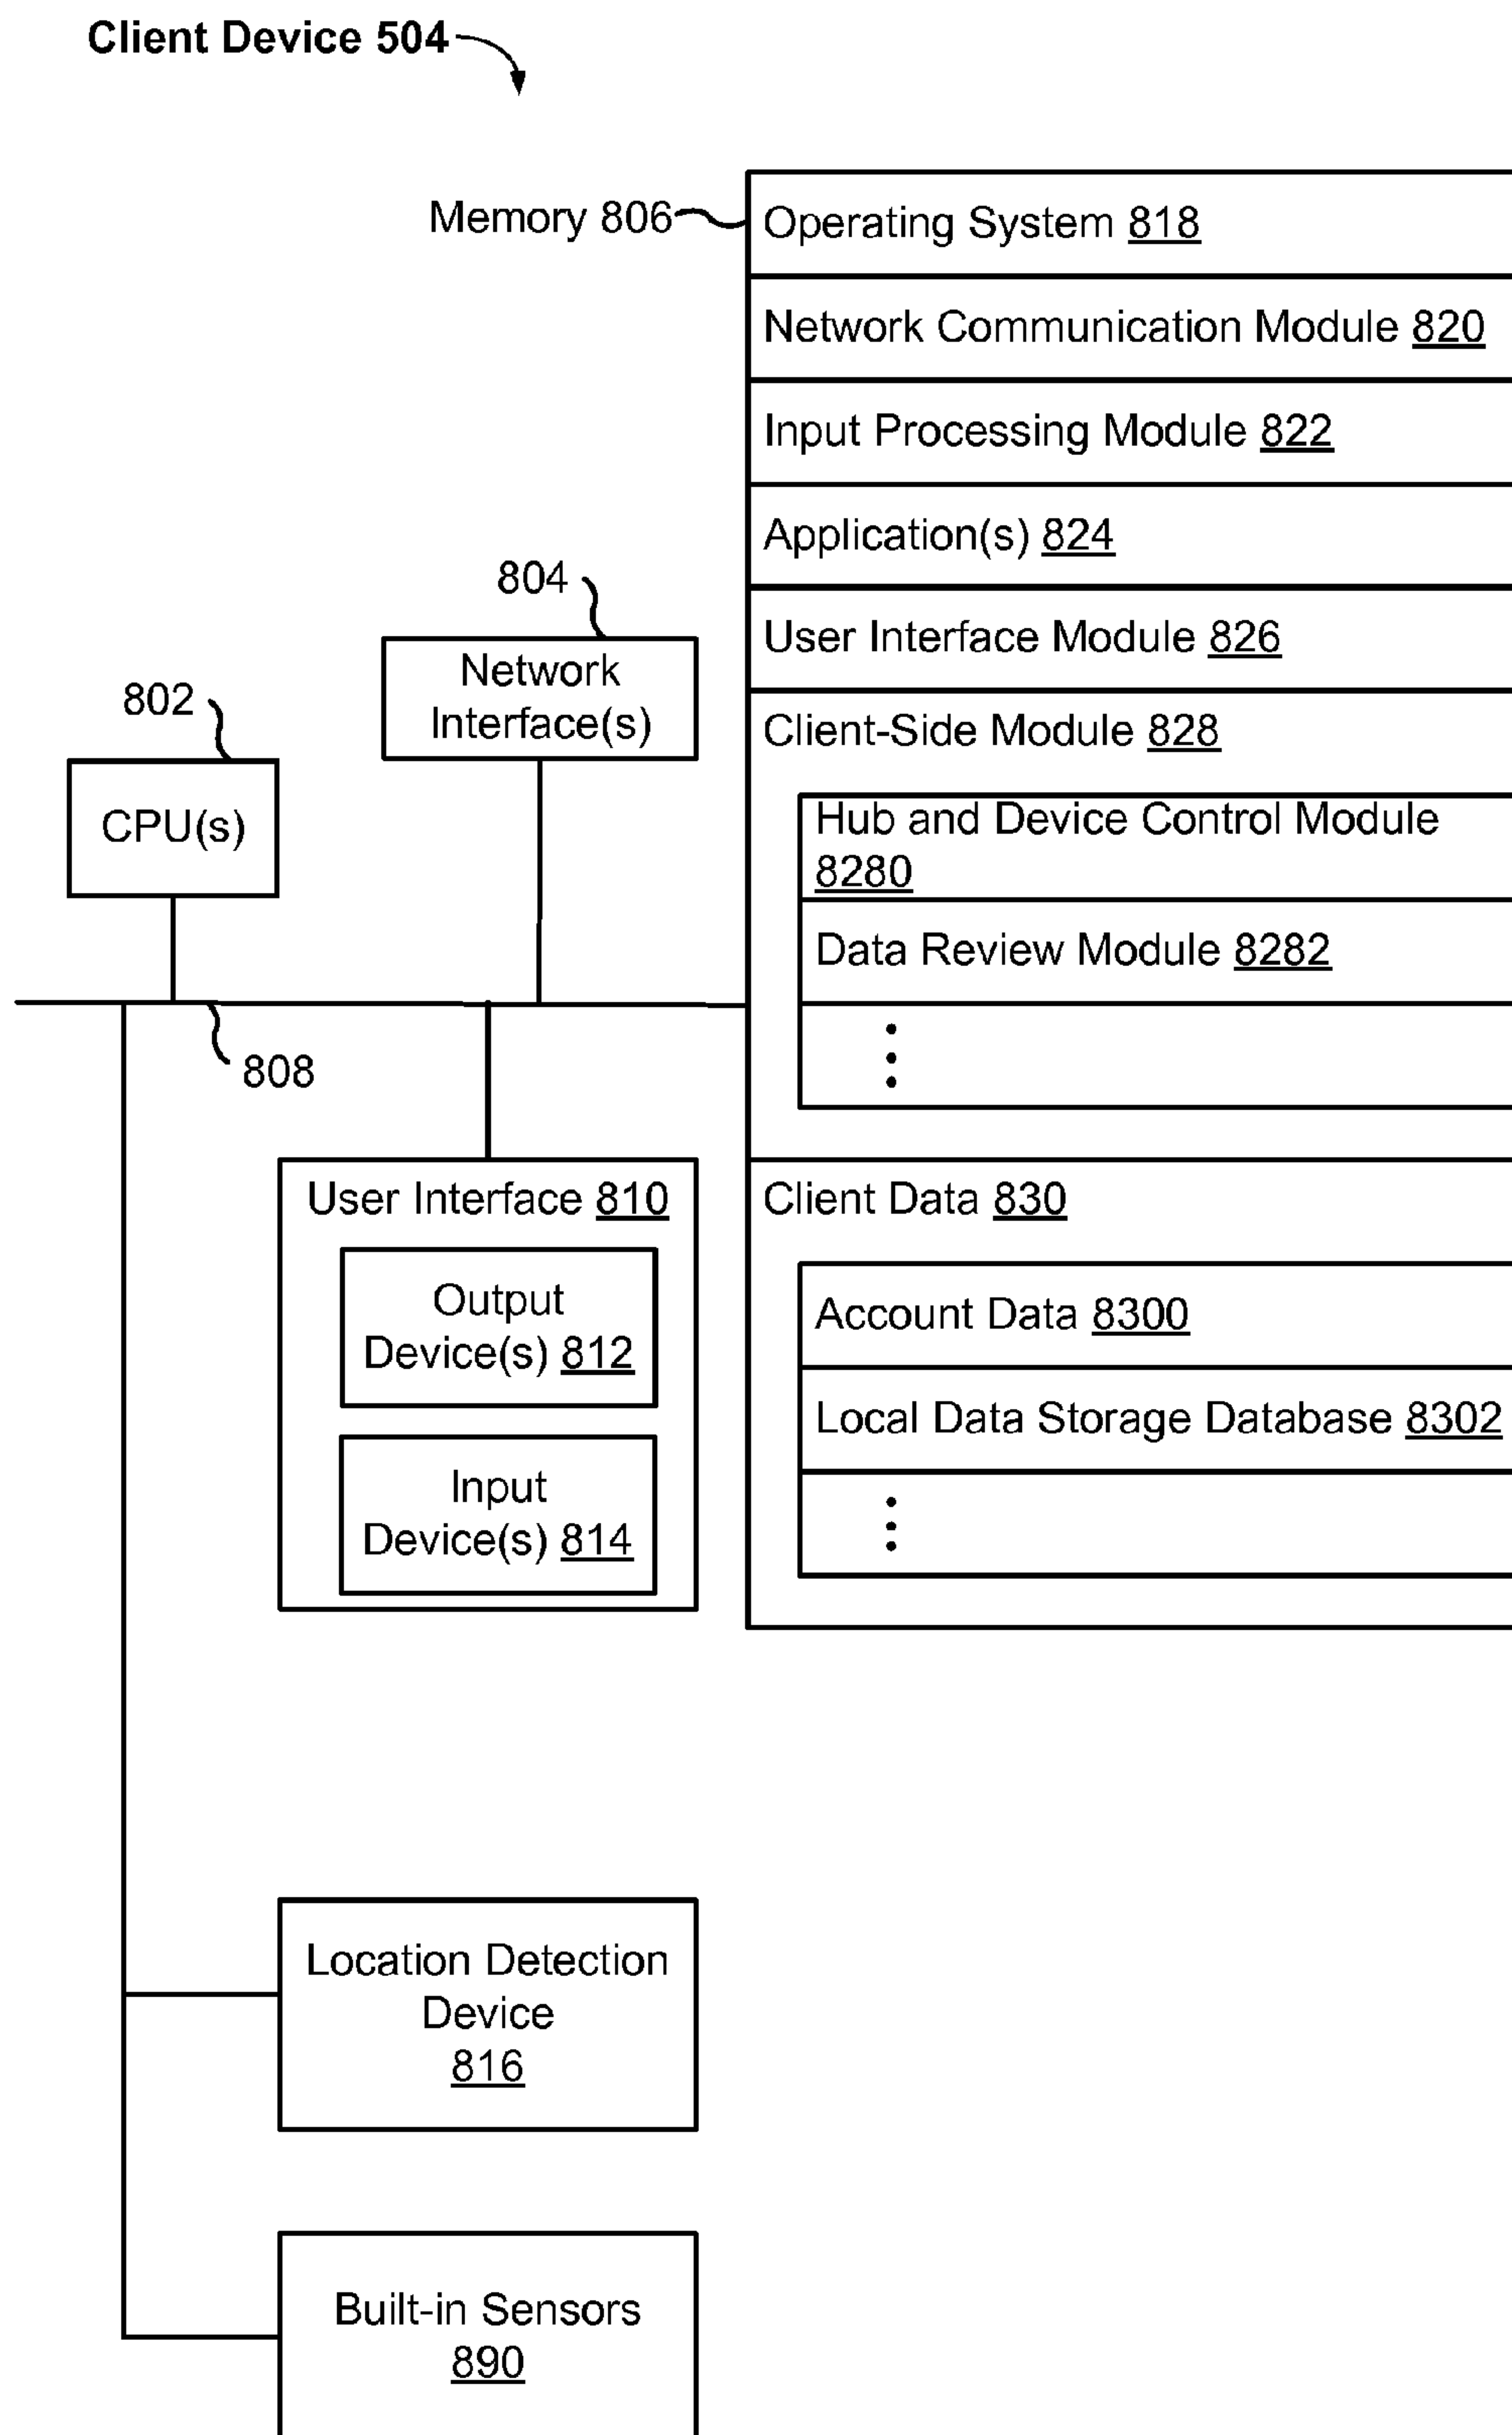 Client Device 504
Memory 806
Operating System 818
Network Communication Module 820
Input Processing Module 822
Application(s) 824
User Interface Module 826
Client-Side Module 828
Hub and Device Control Module
8280
Data Review Module 8282
Client Data 830
Account Data 8300
Local Data Storage Database 8302
804
Network
Interface(s)
802
CPU(s)
808
User Interface 810
Output
Device(s) 812
Input
Device(s) 814
Location Detection
Device
816
Built-in Sensors
890